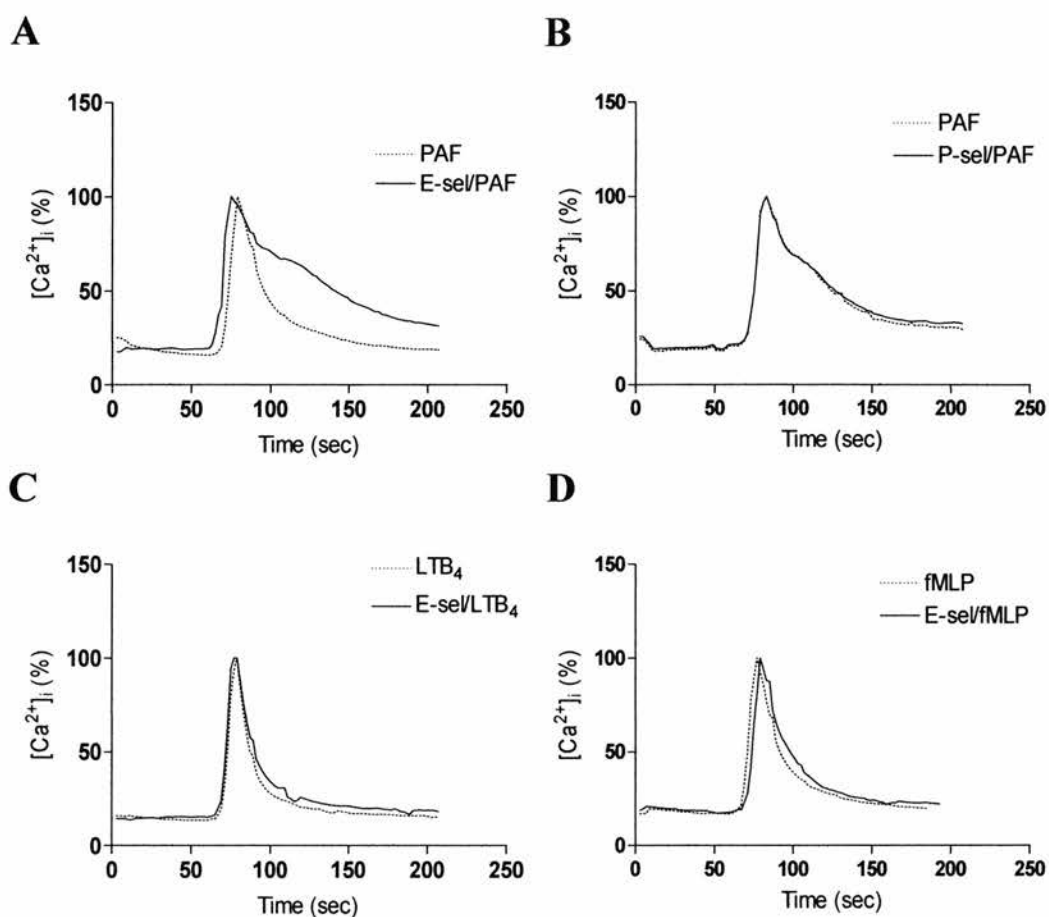 A
B
150
100
50
0
[Ca2+]i (%)
PAF
E-sel/PAF
0
50
100
150
200
250
Time (sec)
150
100
50
0
[Ca2+]i (%)
PAF
P-sel/PAF
0
50
100
150
200
250
Time (sec)
C
D
150
100
50
0
[Ca2+]i (%)
LTB4
E-sel/LTB4
0
50
100
150
200
250
Time (sec)
150
100
50
0
[Ca2+]i (%)
fMLP
E-sel/fMLP
0
50
100
150
200
250
Time (sec)